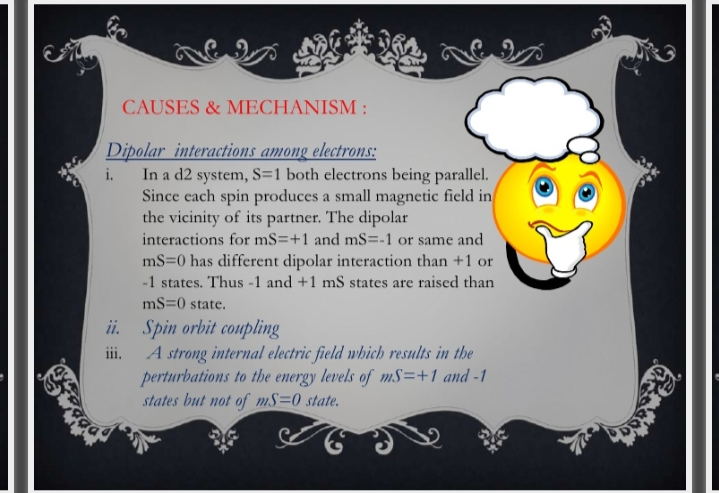 CAUSES & MECHANISM :
Dipolar interactions among electrons:
i. In a d2 system, S=1 both electrons being parallel.
Since each spin produces a small magnetic field in
the vicinity of its partner. The dipolar
interactions for mS=+1 and mS=-1 or same and
mS=0 has different dipolar interaction than +1 or
-1 states. Thus -1 and +1 mS states are raised than
mS=0 state.
ii. Spin orbit coupling
iii. A strong internal electric field which results in the
perturbations to the energy levels of mS=+1 and -1
states but not of mS=0 state.